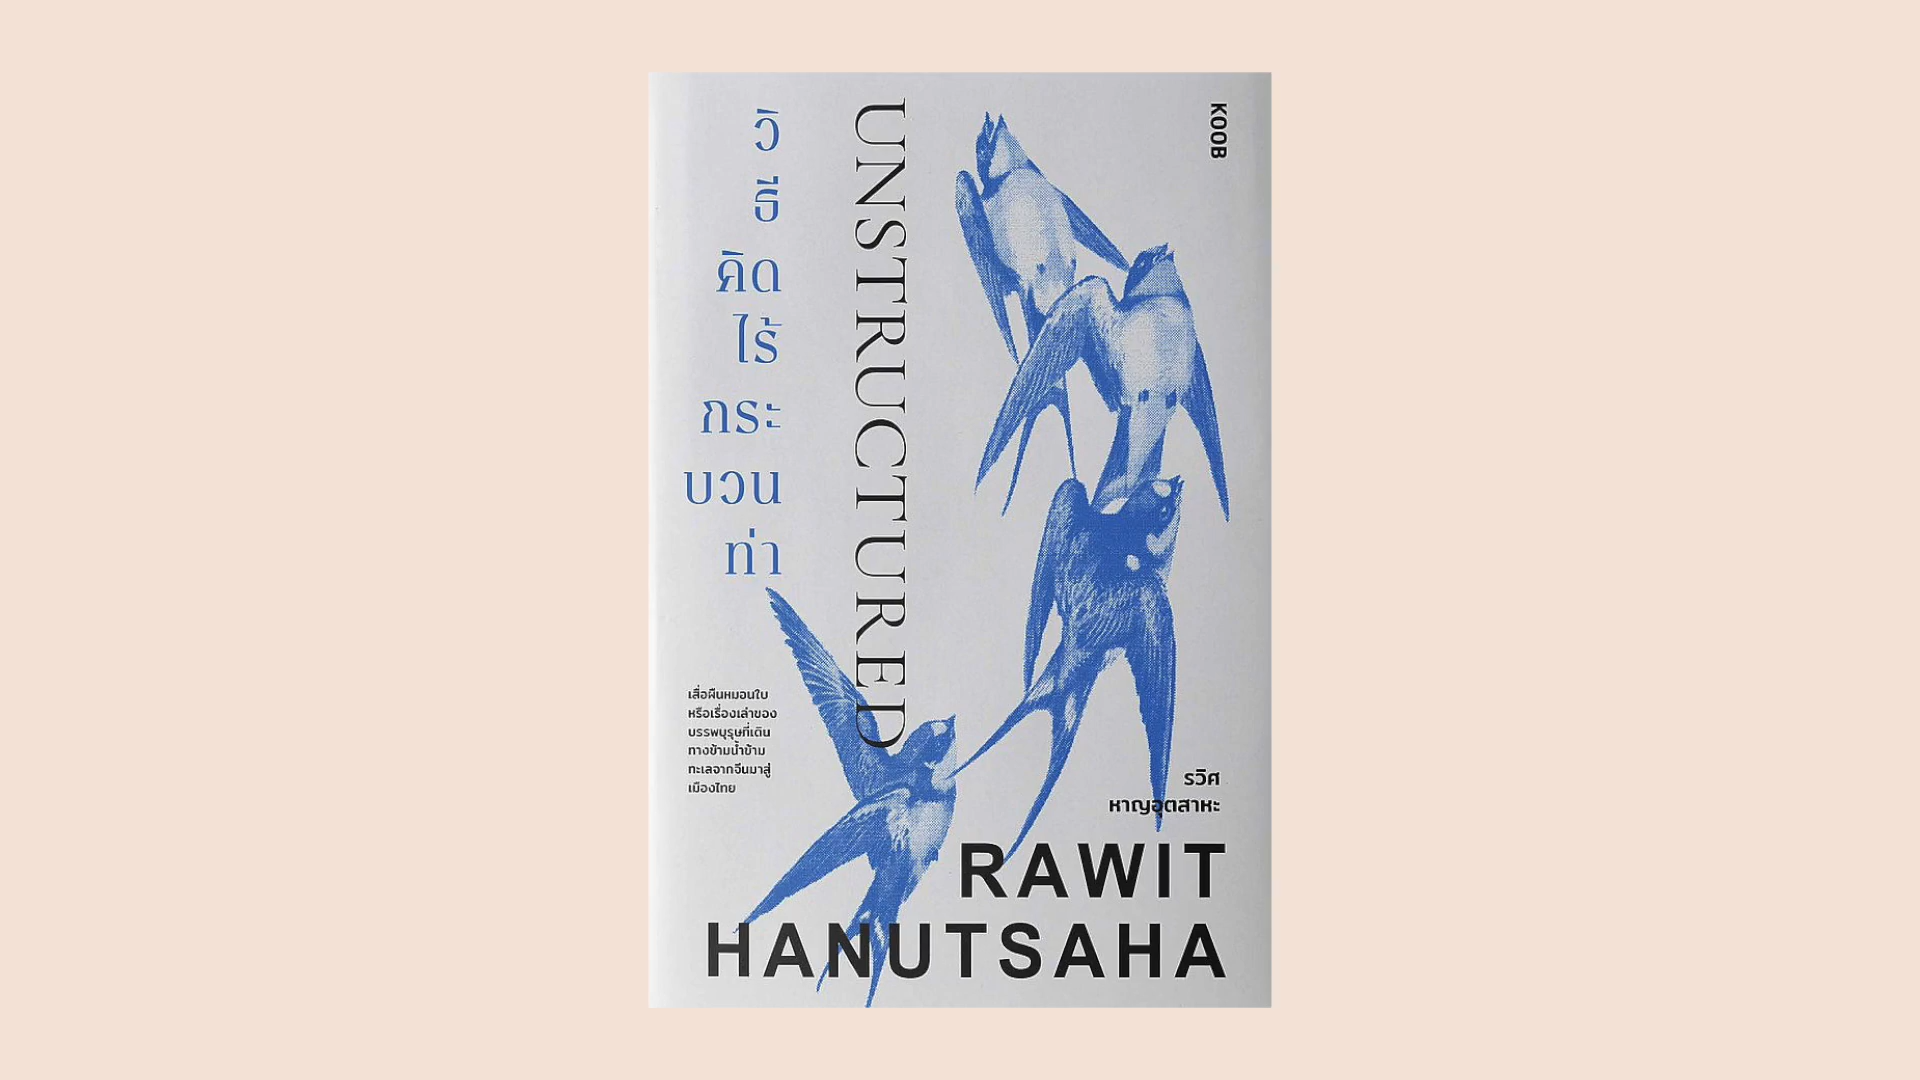 วิ
ธี
คิด
ไร้
กระ
บวน
ท่า
UNSTRUCTURED
KOOB
เสื่อผืนหมอนใบ
หรือเรื่องเล่าของ
บรรพบุรุษที่เดิน
ทางข้ามน้ำข้าม
ทะเลจากจีนมาสู่
เมืองไทย
รวิศ
หาญอุตสาหะ
RAWIT
HANUTSAHA